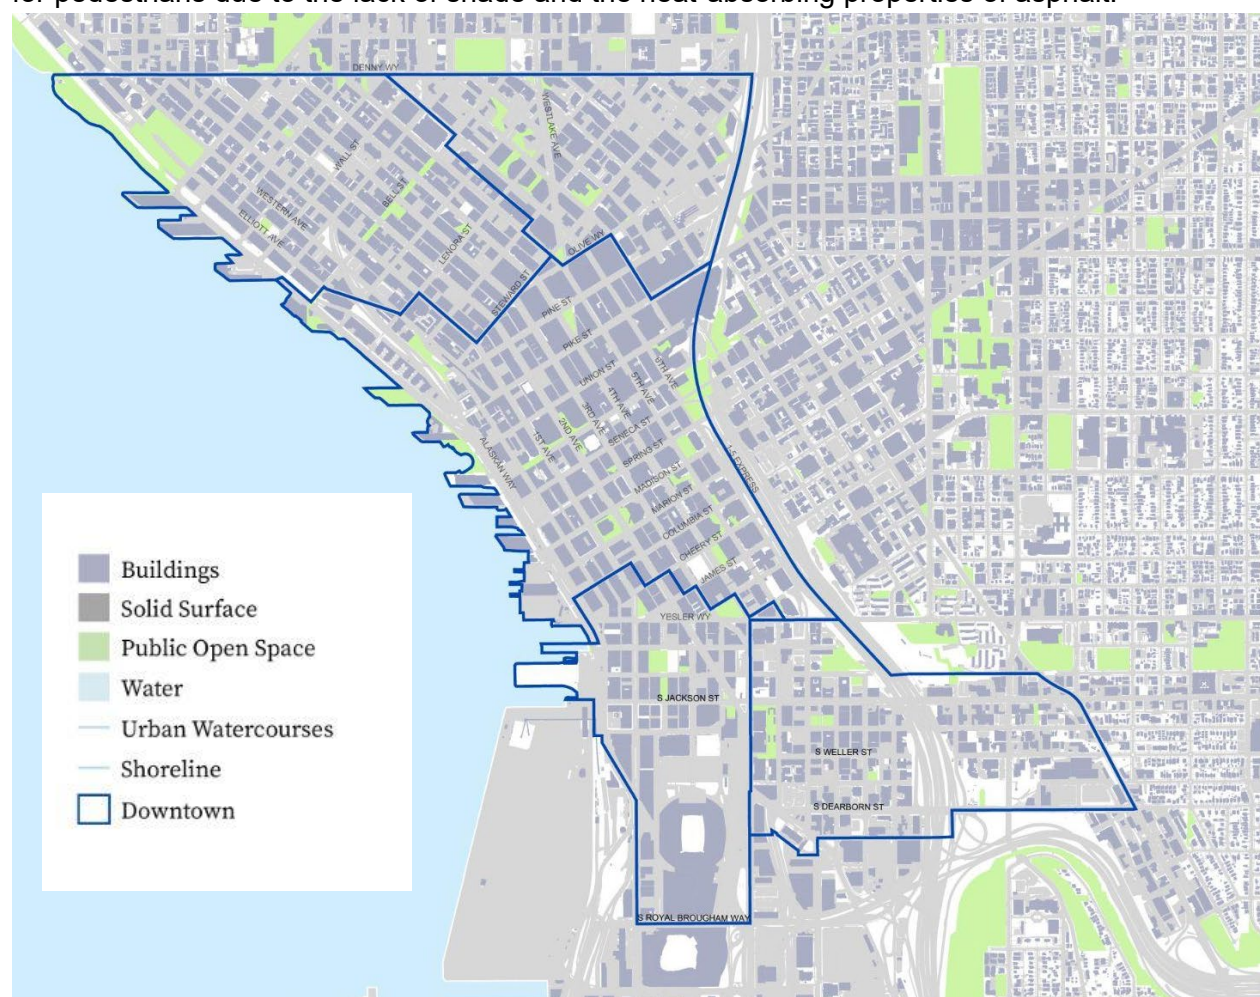 for pedestrians due to the lack of shade and the heat-absorbing properties of asphalt.
DENNY WY
WESTLAKE AVE
WALL ST
BELL ST
WESTERN AVE
ELLIOTT AVE
LENORA ST
OLIVE WY
STEWARD ST
PINE ST
PIKE ST
UNION ST
6TH AVE
5TH AVE
4TH AVE
3RD AVE
2ND AVE
1ST AVE
SENECA ST
SPRING ST
ALASKAN WAY
I-5 EXPRESS
MADISON ST
MARION ST
COLUMBIA ST
CHEERY ST
JAMES ST
YESLER WY
S JACKSON ST
S WELLER ST
S DEARBORN ST
S ROYAL BROUGHAM WAY
Buildings
Solid Surface
Public Open Space
Water
Urban Watercourses
Shoreline
Downtown